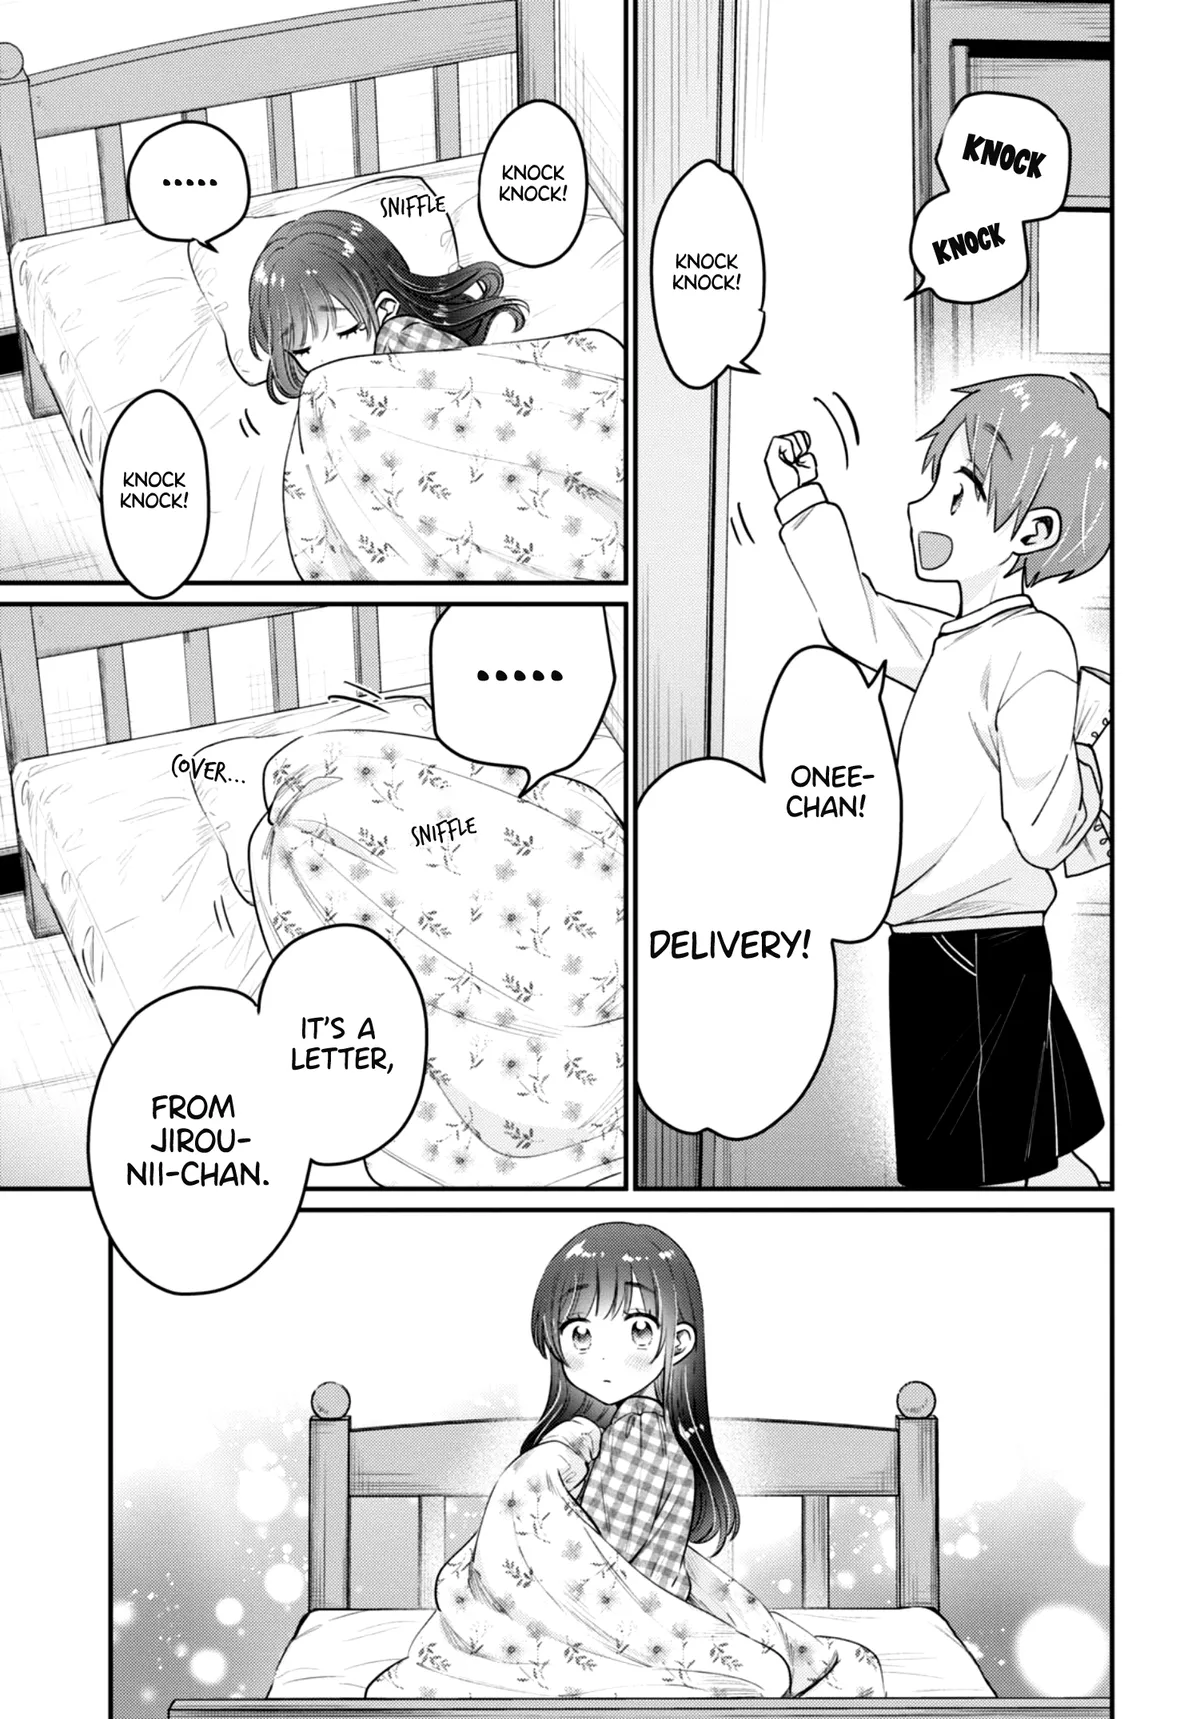 KNOCK
KNOCK
KNOCK
KNOCK!
ONEE-
CHAN!
DELIVERY!
KNOCK
KNOCK!
SNIFFLE
.....
KNOCK
KNOCK!
.....
COVER...
SNIFFLE
IT'S A
LETTER,
FROM
JIROU-
NII-CHAN.